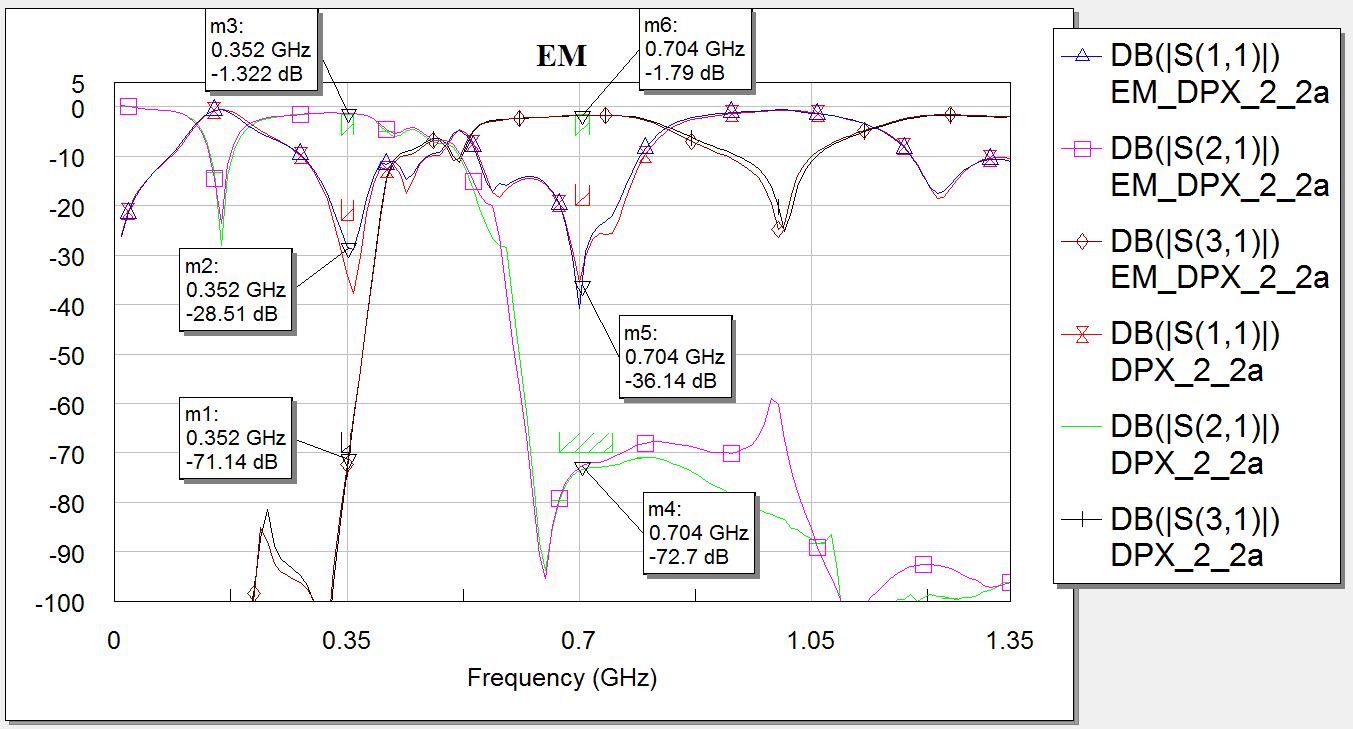 m3:
0.352 GHz
-1.322 dB
EM
m6:
0.704 GHz
-1.79 dB
5
0
-10
-20
-30
-40
-50
-60
-70
-80
-90
-100
m2:
0.352 GHz
-28.51 dB
m5:
0.704 GHz
-36.14 dB
m1:
0.352 GHz
-71.14 dB
m4:
0.704 GHz
-72.7 dB
0 0.35 0.7 1.05 1.35
Frequency (GHz)
DB(|S(1,1)|)
EM_DPX_2_2a
DB(|S(2,1)|)
EM_DPX_2_2a
DB(|S(3,1)|)
EM_DPX_2_2a
DB(|S(1,1)|)
DPX_2_2a
DB(|S(2,1)|)
DPX_2_2a
DB(|S(3,1)|)
DPX_2_2a